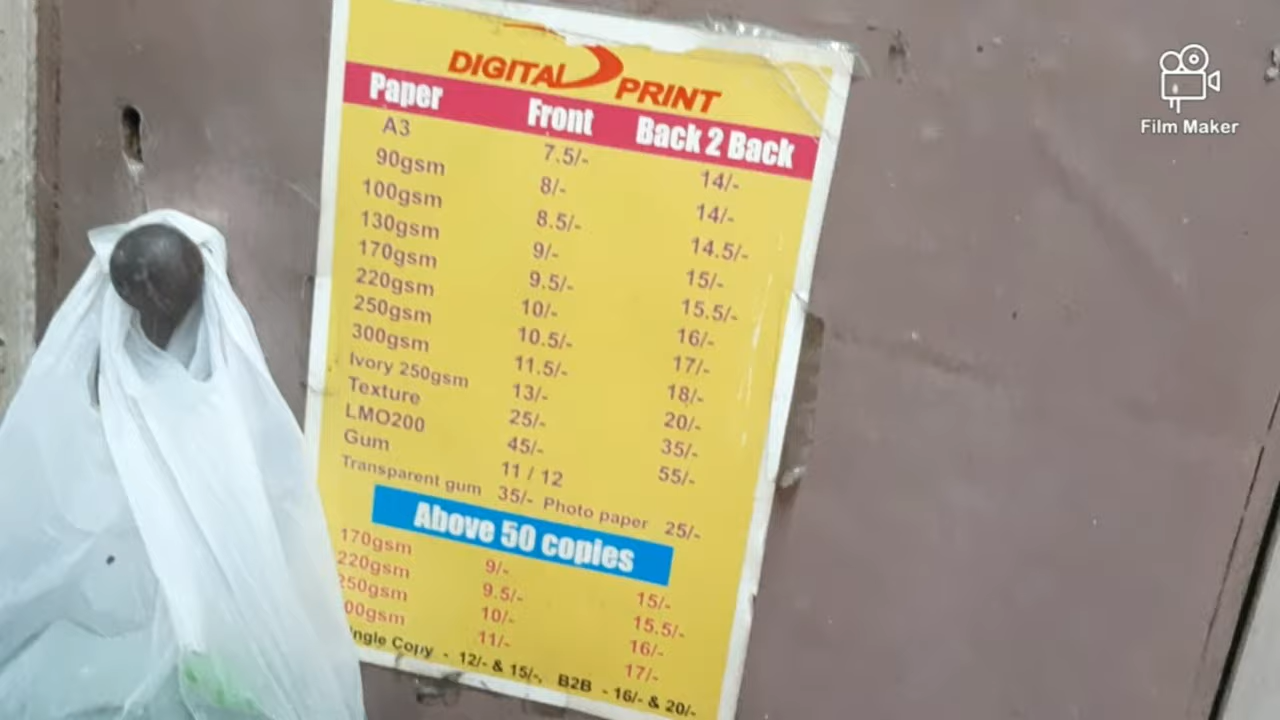 DIGITAL PRINT
Paper Front Back 2 Back
A3 7.5/- 14/-
90gsm 8/- 14/-
100gsm 8.5/- 14.5/-
130gsm 9/- 15/-
170gsm 9.5/- 15.5/-
220gsm 10/- 16/-
250gsm 10.5/- 17/-
300gsm 11.5/- 18/-
Ivory 250gsm 13/- 20/-
Texture 25/- 35/-
LMO200 45/- 55/-
Gum 11 / 12
Transparent gum 35/- Photo paper 25/-
Above 50 copies
170gsm 9/- 15/-
220gsm 9.5/- 15.5/-
250gsm 10/- 16/-
00gsm 11/- 17/-
ngle Copy - 12/- & 15/-, B2B - 16/- & 20/-
Film Maker